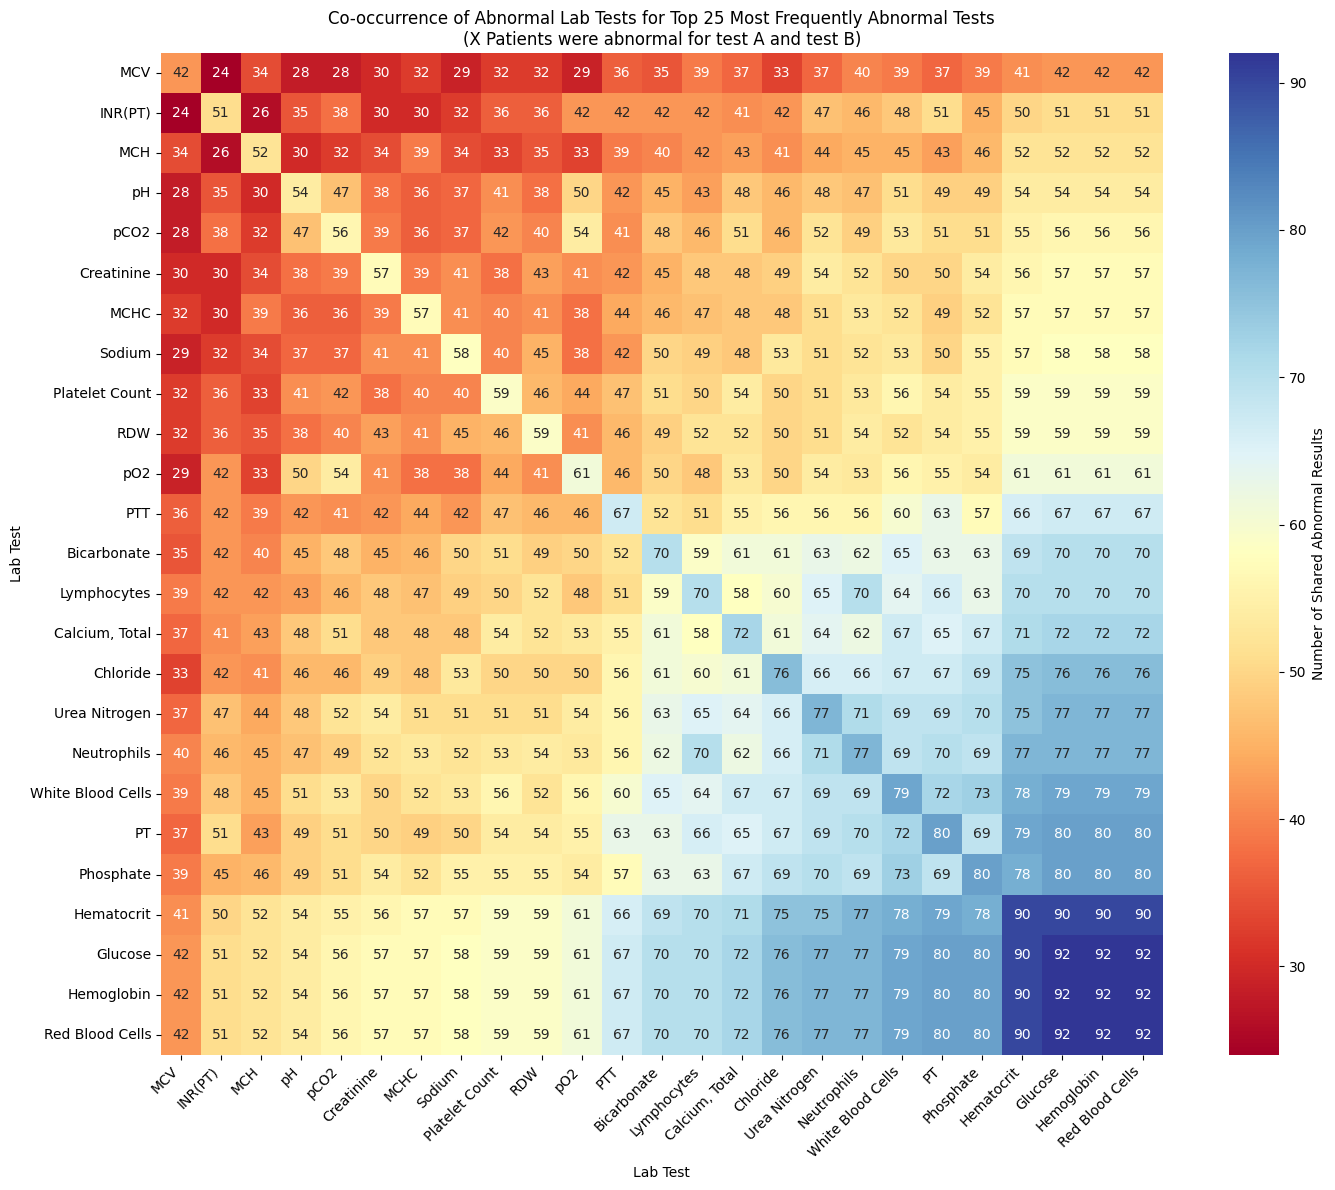 Co-occurrence of Abnormal Lab Tests for Top 25 Most Frequently Abnormal Tests
(X Patients were abnormal for test A and test B)
Lab Test
MCV 42 24 34 28 28 30 32 29 32 32 29 36 35 39 37 33 37 40 39 37 39 41 42 42 42
INR(PT) 24 51 26 35 38 30 30 32 36 36 42 42 42 42 41 42 47 46 48 51 45 50 51 51 51
MCH 34 26 52 30 32 34 39 34 33 35 33 39 40 42 43 41 44 45 45 43 46 52 52 52 52
pH 28 35 30 54 47 38 36 37 41 38 50 42 45 43 48 46 48 47 51 49 49 54 54 54 54
pCO2 28 38 32 47 56 39 36 37 42 40 54 41 48 46 51 46 52 49 53 51 51 55 56 56 56
Creatinine 30 30 34 38 39 57 39 41 38 43 41 42 45 48 48 49 54 52 50 50 54 56 57 57 57
MCHC 32 30 39 36 36 39 57 41 40 41 38 44 46 47 48 48 51 53 52 49 52 57 57 57 57
Sodium 29 32 34 37 37 41 41 58 40 45 38 42 50 49 48 53 51 52 53 50 55 57 58 58 58
Platelet Count 32 36 33 41 42 38 40 40 59 46 44 47 51 50 54 50 51 53 56 54 55 59 59 59 59
RDW 32 36 35 38 40 43 41 45 46 59 41 46 49 52 52 50 51 54 52 54 55 59 59 59 59
pO2 29 42 33 50 54 41 38 38 44 41 61 46 50 48 53 50 54 53 56 55 54 61 61 61 61
PTT 36 42 39 42 41 42 44 42 47 46 46 67 52 51 55 56 56 56 60 63 57 66 67 67 67
Bicarbonate 35 42 40 45 48 45 46 50 51 49 50 52 70 59 61 61 63 62 65 63 63 69 70 70 70
Lymphocytes 39 42 42 43 46 48 47 49 50 52 48 51 59 70 58 60 65 70 64 66 63 70 70 70 70
Calcium, Total 37 41 43 48 51 48 48 48 54 52 53 55 61 58 72 61 64 62 67 65 67 71 72 72 72
Chloride 33 42 41 46 46 49 48 53 50 50 50 56 61 60 61 76 66 66 67 67 69 75 76 76 76
Urea Nitrogen 37 47 44 48 52 54 51 51 51 51 54 56 63 65 64 66 77 71 69 69 70 75 77 77 77
Neutrophils 40 46 45 47 49 52 53 52 53 54 53 56 62 70 62 66 71 77 69 70 69 77 77 77 77
White Blood Cells 39 48 45 51 53 50 52 53 56 52 56 60 65 64 67 67 69 69 79 72 73 78 79 79 79
PT 37 51 43 49 51 50 49 50 54 54 55 63 63 66 65 67 69 70 72 80 69 79 80 80 80
Phosphate 39 45 46 49 51 54 52 55 55 55 54 57 63 63 67 69 70 69 73 69 80 78 80 80 80
Hematocrit 41 50 52 54 55 56 57 57 59 59 61 66 69 70 71 75 75 77 78 79 78 90 90 90 90
Glucose 42 51 52 54 56 57 57 58 59 59 61 67 70 70 72 76 77 77 79 80 80 90 92 92 92
Hemoglobin 42 51 52 54 56 57 57 58 59 59 61 67 70 70 72 76 77 77 79 80 80 90 92 92 92
Red Blood Cells 42 51 52 54 56 57 57 58 59 59 61 67 70 70 72 76 77 77 79 80 80 90 92 92 92
MCV INR(PT) MCH pH pCO2 Creatinine MCHC Sodium Platelet Count RDW pO2 PTT Bicarbonate Lymphocytes Calcium, Total Chloride Urea Nitrogen Neutrophils White Blood Cells PT Phosphate Hematocrit Glucose Hemoglobin Red Blood Cells
Lab Test
90
80
70
60
50
40
30
Number of Shared Abnormal Results